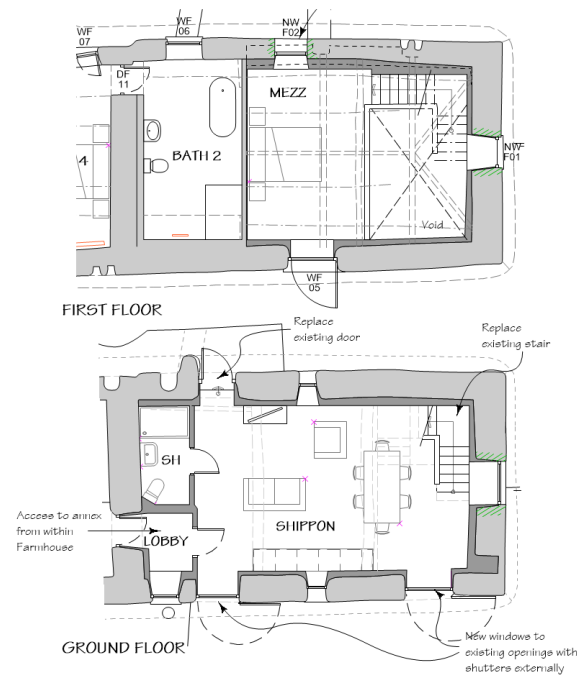 WF
07
WF
06
NW
F02
DF
11
MEZZ
4
BATH 2
NW
F01
Void
WF
05
FIRST FLOOR
Replace
existing door
Replace
existing stair
SH
Access to annex
from within
Farmhouse
LOBBY
SHIPPON
GROUND FLOOR
New windows to
existing openings with
shutters externally